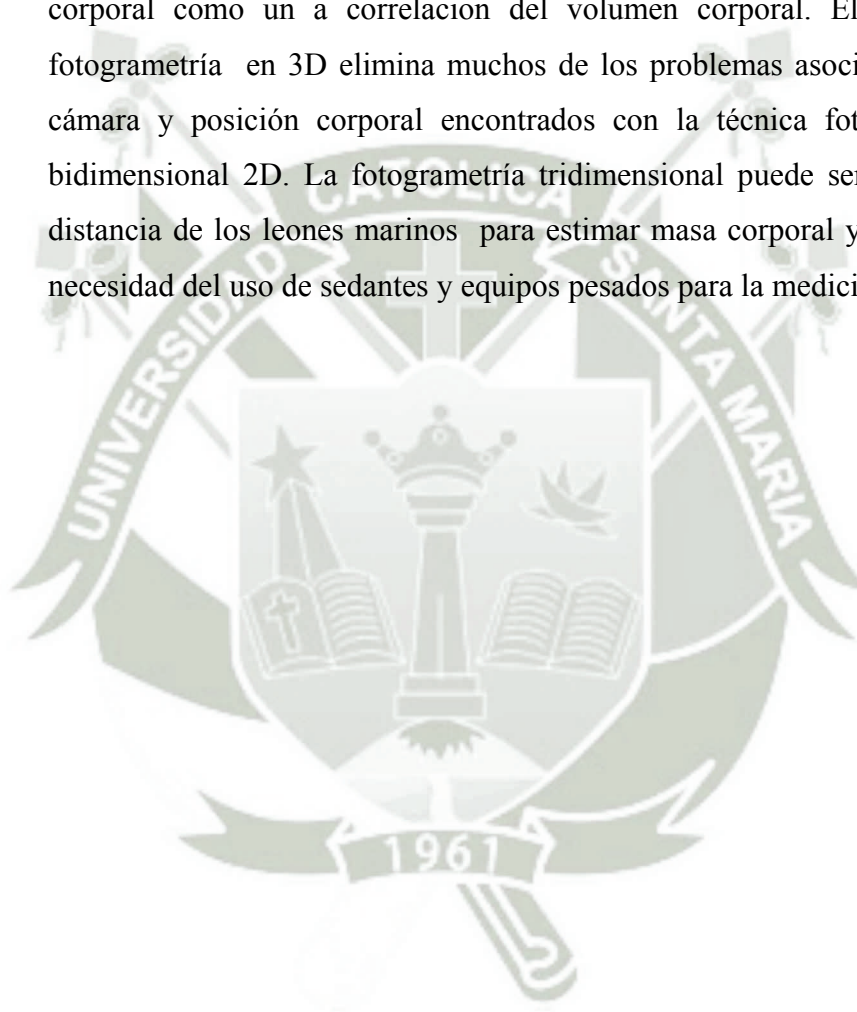 corporal como un a correlación del volumen corporal. El
fotogrametría en 3D elimina muchos de los problemas asoci
cámara y posición corporal encontrados con la técnica fot
bidimensional 2D. La fotogrametría tridimensional puede ser
distancia de los leones marinos para estimar masa corporal y
necesidad del uso de sedantes y equipos pesados para la medici
UNIVERSIDAD CATOLICA SANTA MARIA
1961